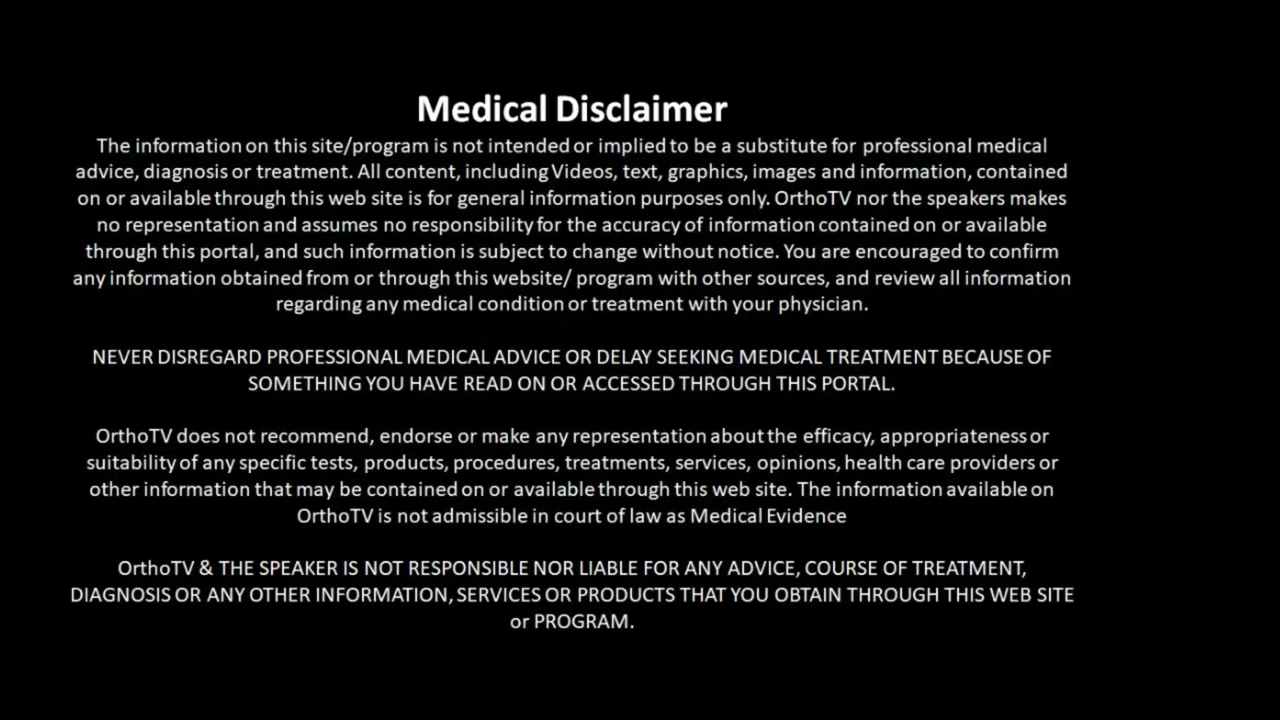 Medical Disclaimer
The information on this site/program is not intended or implied to be a substitute for professional medical
advice, diagnosis or treatment. All content, including Videos, text, graphics, images and information, contained
on or available through this web site is for general information purposes only. OrthoTV nor the speakers makes
no representation and assumes no responsibility for the accuracy of information contained on or available
through this portal, and such information is subject to change without notice. You are encouraged to confirm
any information obtained from or through this website/ program with other sources, and review all information
regarding any medical condition or treatment with your physician.
NEVER DISREGARD PROFESSIONAL MEDICAL ADVICE OR DELAY SEEKING MEDICAL TREATMENT BECAUSE OF
SOMETHING YOU HAVE READ ON OR ACCESSED THROUGH THIS PORTAL.
OrthoTV does not recommend, endorse or make any representation about the efficacy, appropriateness or
suitability of any specific tests, products, procedures, treatments, services, opinions, health care providers or
other information that may be contained on or available through this web site. The information available on
OrthoTV is not admissible in court of law as Medical Evidence
OrthoTV & THE SPEAKER IS NOT RESPONSIBLE NOR LIABLE FOR ANY ADVICE, COURSE OF TREATMENT,
DIAGNOSIS OR ANY OTHER INFORMATION, SERVICES OR PRODUCTS THAT YOU OBTAIN THROUGH THIS WEB SITE
or PROGRAM.